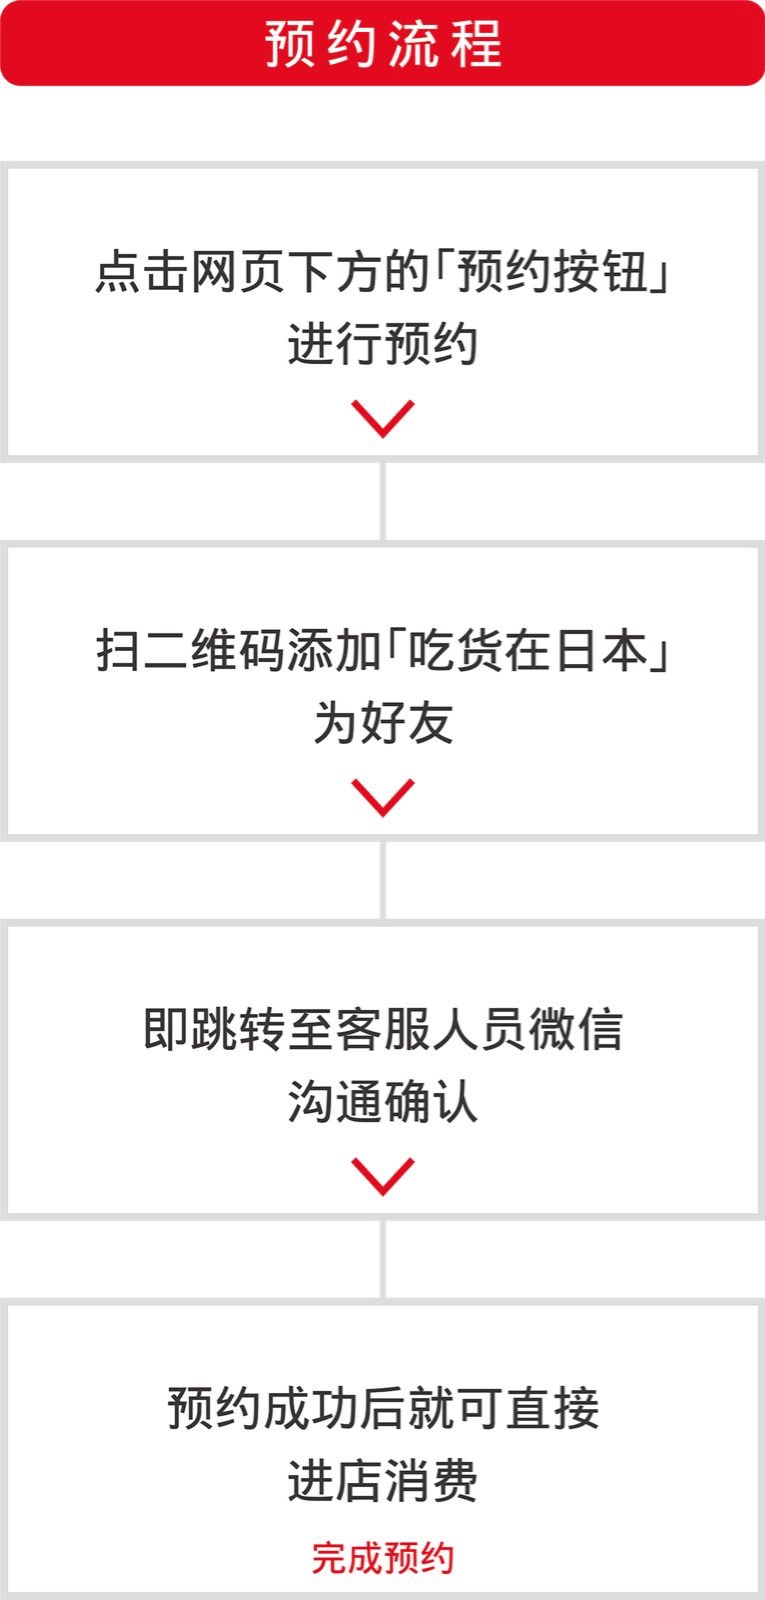 预约流程
点击网页下方的「预约按钮」
进行预约
扫二维码添加「吃货在日本」
为好友
即跳转至客服人员微信
沟通确认
预约成功后就可直接
进店消费
完成预约